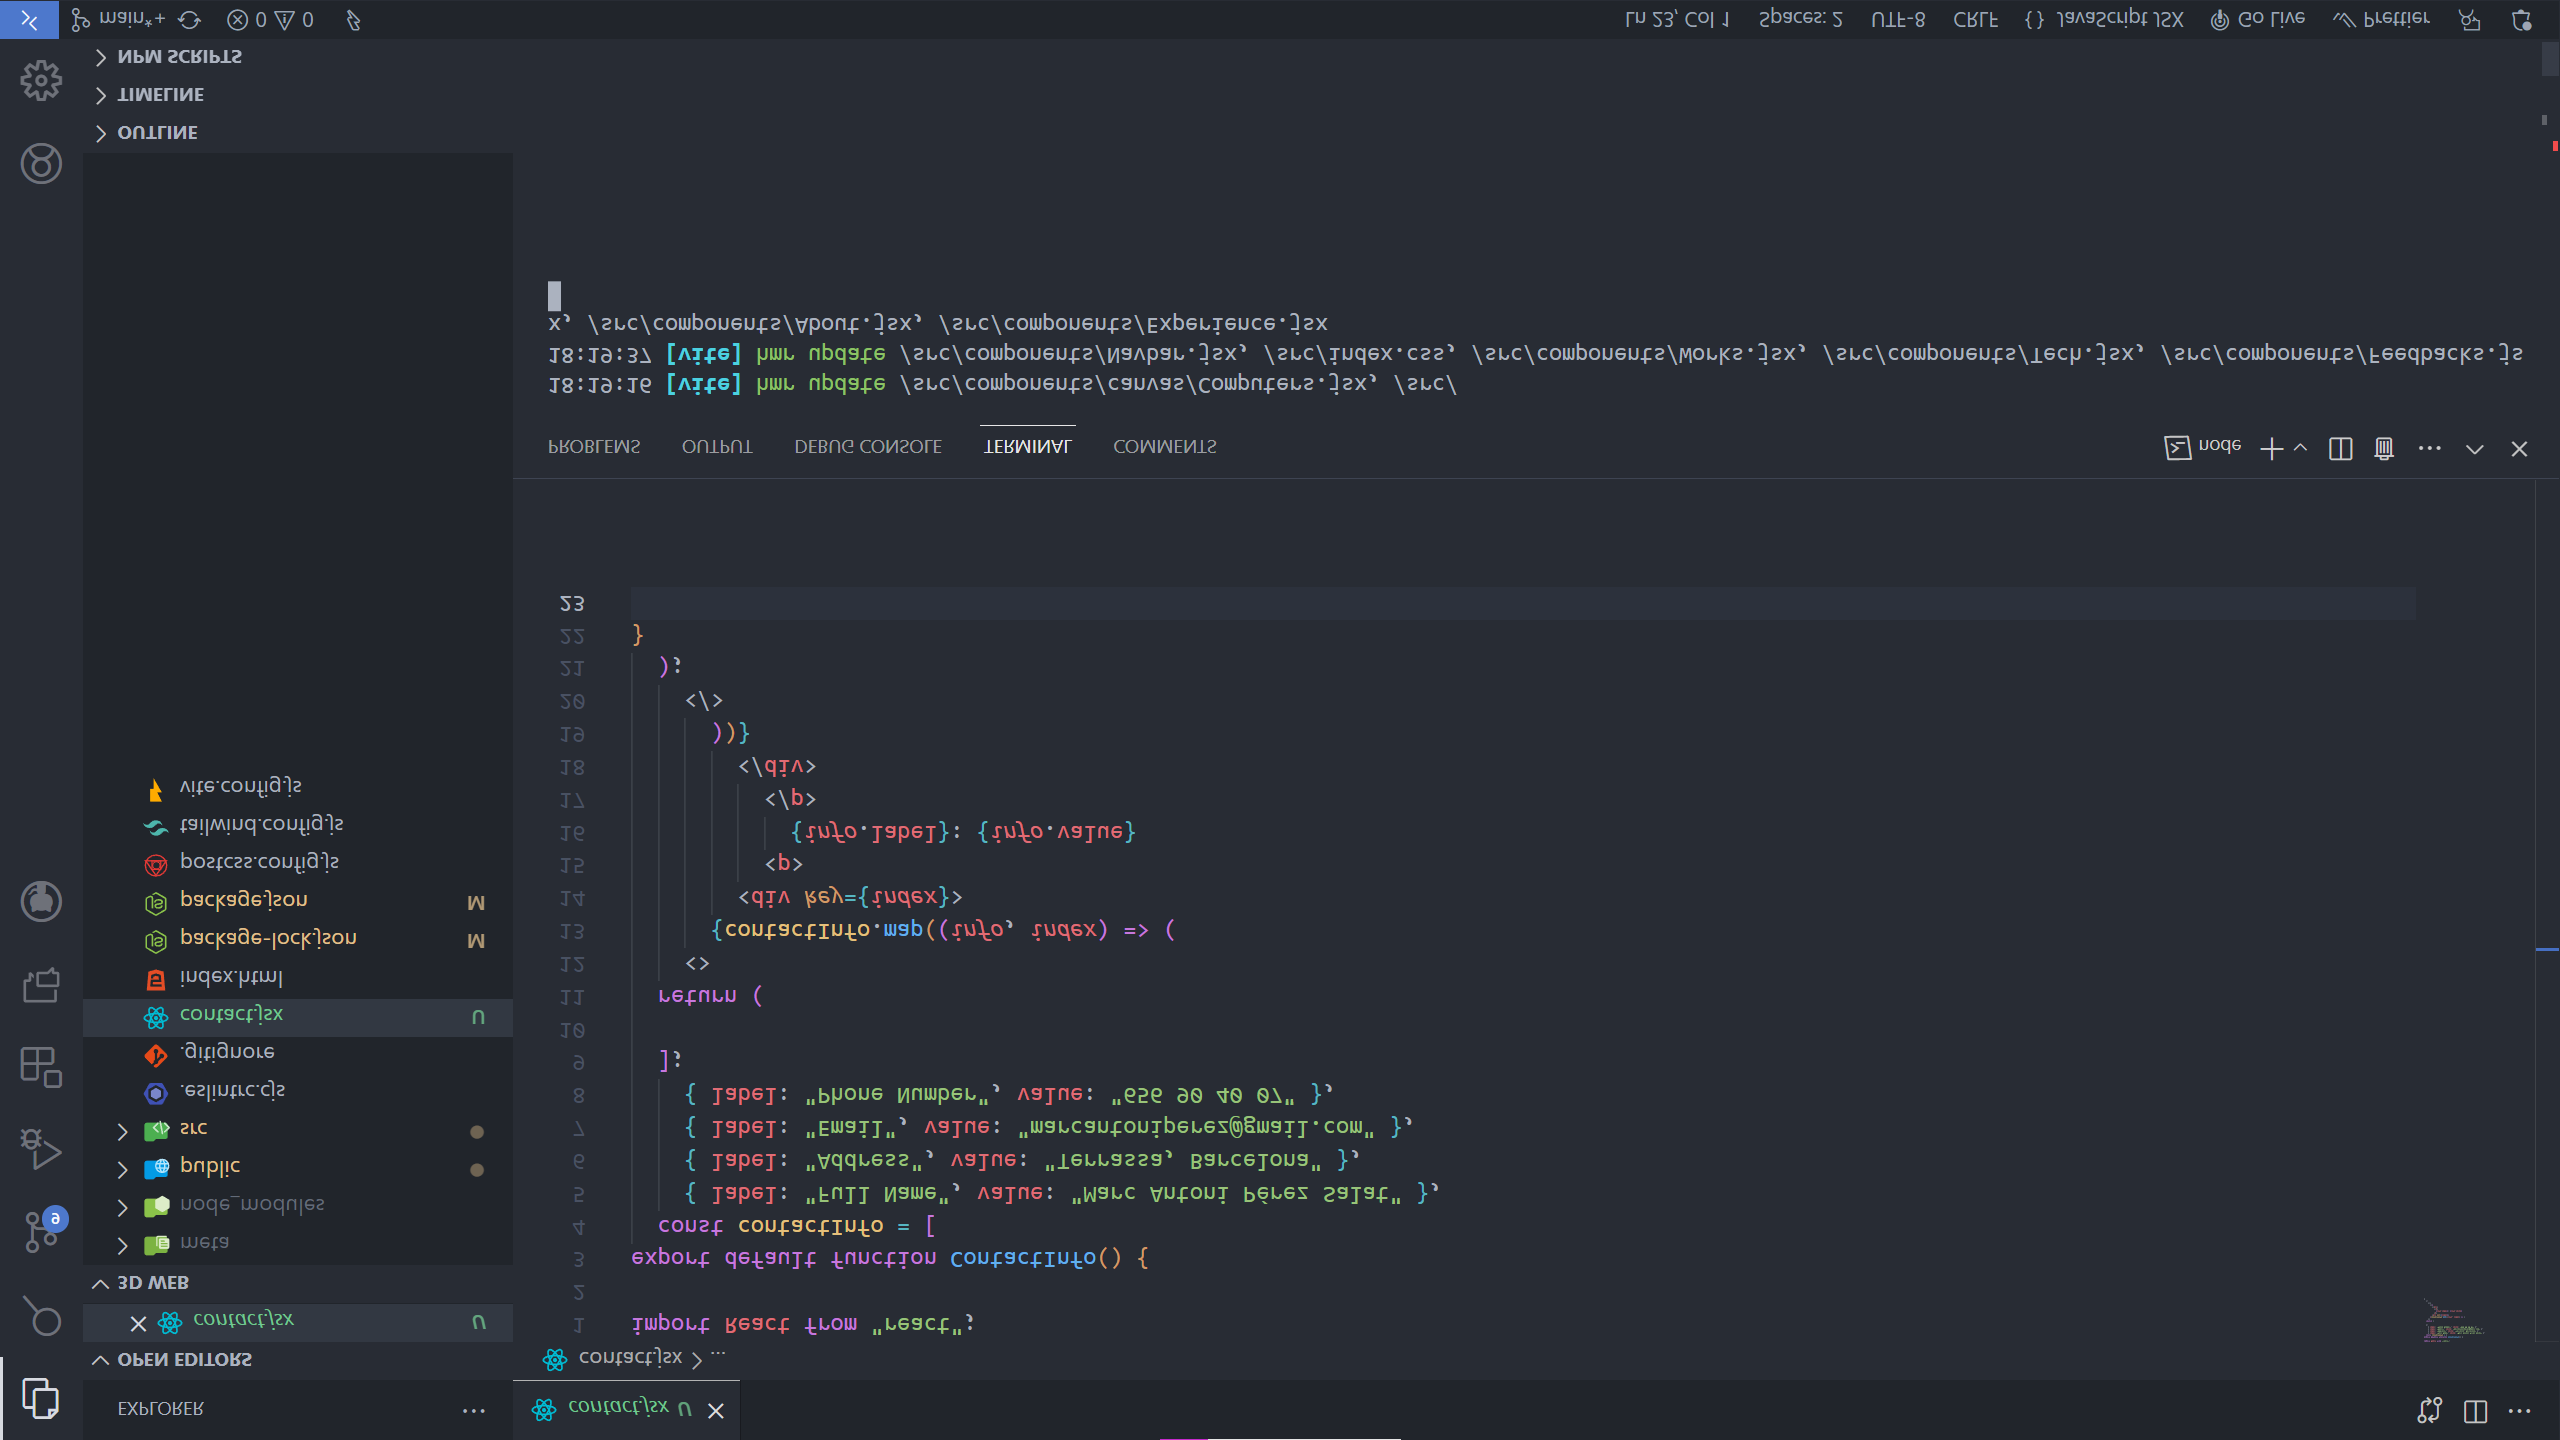 EXPLORER
OPEN EDITORS
contact.jsx U
3D WEB
meta
node_modules
public
src
.eslintrc.cjs
.gitignore
contact.jsx U
index.html
package-lock.json M
package.json M
postcss.config.js
tailwind.config.js
vite.config.js
OUTLINE
TIMELINE
NPM SCRIPTS
9
contact.jsx U
contact.jsx > ...
1 import React from "react";
2
3 export default function ContactInfo() {
4 const contactInfo = [
5 { label: "Full Name", value: "Marc Antoni Pérez Salat" },
6 { label: "Address", value: "Terrassa, Barcelona" },
7 { label: "Email", value: "marcantoniperez@gmail.com" },
8 { label: "Phone Number", value: "656 90 40 07" },
9 ];
10
11 return (
12 <>
13 {contactInfo.map((info, index) => (
14 <div key={index}>
15 <p>
16 {info.label}: {info.value}
17 </p>
18 </div>
19 ))}
20 </>
21 );
22 }
23
PROBLEMS OUTPUT DEBUG CONSOLE TERMINAL COMMENTS node
18:19:16 [vite] hmr update /src/components/canvas/Computers.jsx, /src/
18:19:37 [vite] hmr update /src/components/Navbar.jsx, /src/index.css, /src/components/Works.jsx, /src/components/Tech.jsx, /src/components/Feedbacks.js
x, /src/components/About.jsx, /src/components/Experience.jsx
main*+ 0 0 Ln 23, Col 1 Spaces: 2 UTF-8 CRLF {} JavaScript JSX Go Live Prettier